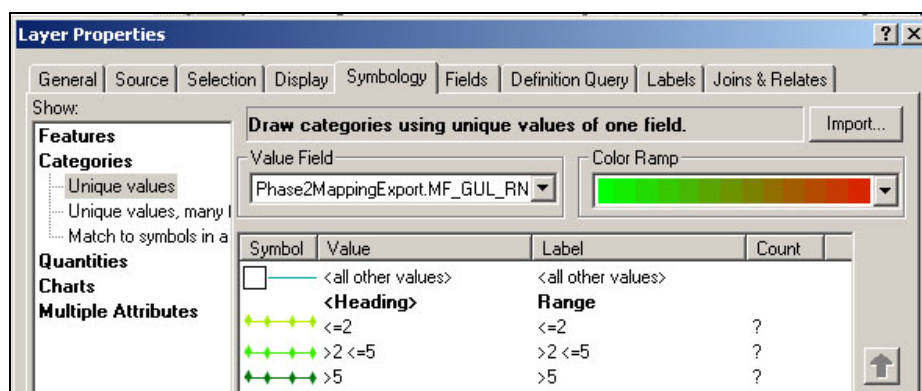 Layer Properties
General Source Selection Display Symbology Fields Definition Query Labels Joins & Relates
Show:
Features
Categories
Unique values
Unique values, many
Match to symbols in a
Quantities
Charts
Multiple Attributes
Draw categories using unique values of one field.
Import...
Value Field
Phase2MappingExport.MF_GUL_RN
Color Ramp
Symbol Value Label Count
<all other values> <all other values>
<Heading> Range
<=2 <=2 ?
>2 <=5 >2 <=5 ?
>5 >5 ?